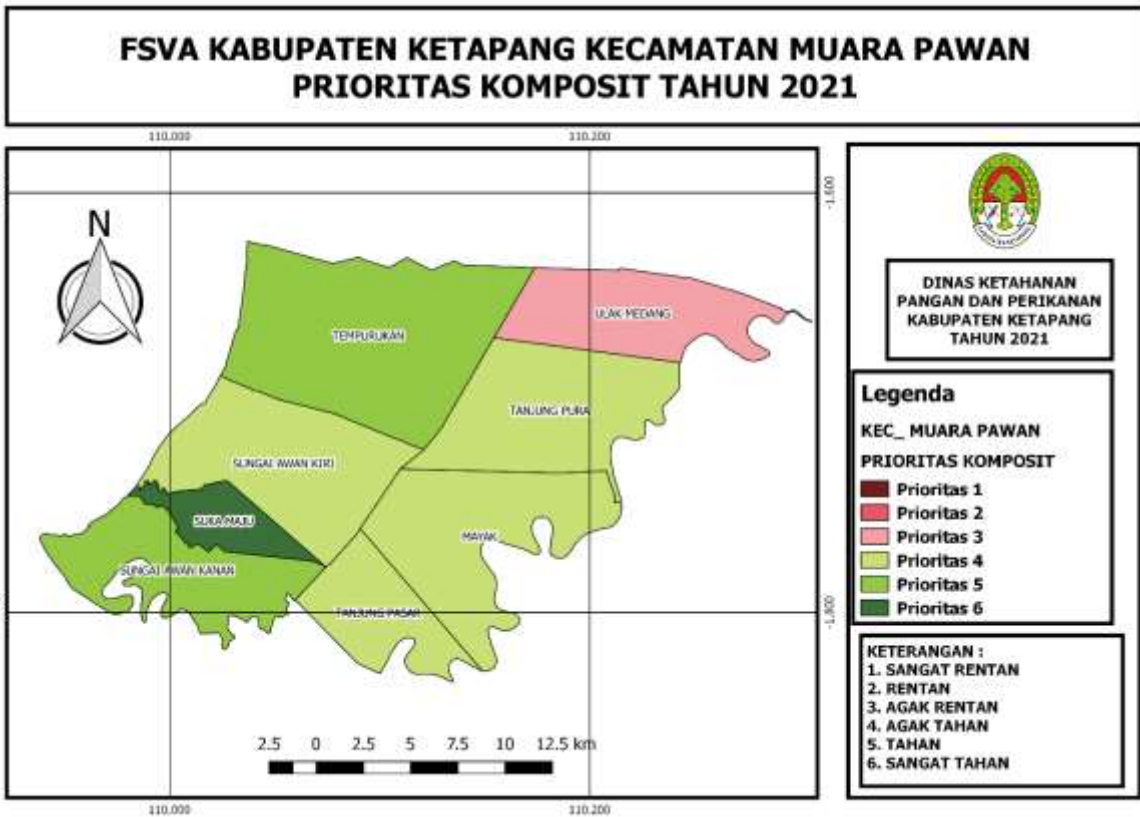 FSVA KABUPATEN KETAPANG KECAMATAN MUARA PAWAN
PRIORITAS KOMPOSIT TAHUN 2021
110.000
110.200
-1.600
N
ULAK MEDANG
TEMPURUKAN
TANJUNG PURA
SUNGAI AWAN KIRI
SUKA MAJU
MAYAK
SUNGAI AWAN KANAN
TANJUNG PASAR
-1.800
2.5 0 2.5 5 7.5 10 12.5 km
110.000
110.200
DINAS KETAHANAN
PANGAN DAN PERIKANAN
KABUPATEN KETAPANG
TAHUN 2021
Legenda
KEC_ MUARA PAWAN
PRIORITAS KOMPOSIT
Prioritas 1
Prioritas 2
Prioritas 3
Prioritas 4
Prioritas 5
Prioritas 6
KETERANGAN :
1. SANGAT RENTAN
2. RENTAN
3. AGAK RENTAN
4. AGAK TAHAN
5. TAHAN
6. SANGAT TAHAN